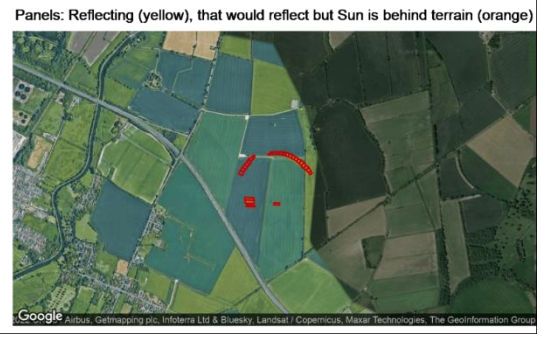 Panels: Reflecting (yellow), that would reflect but Sun is behind terrain (orange)
Google
Airbus, Getmapping plc, Infoterra Ltd & Bluesky, Landsat / Copernicus, Maxar Technologies, The GeoInformation Group